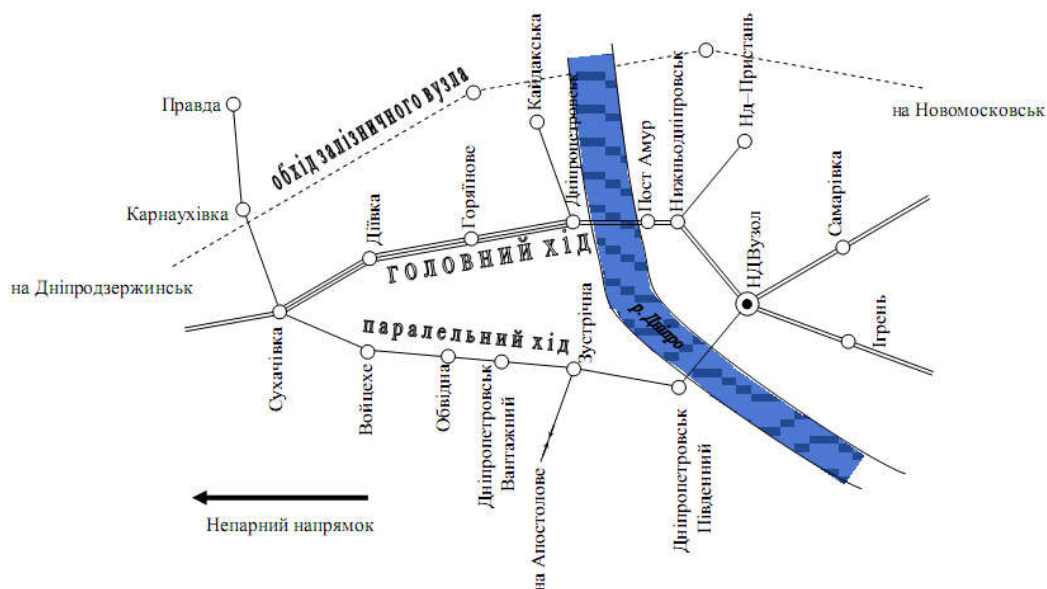 Правда
обхід залізничного вузла
Кайдакська
на Новомосковськ
Нд–Пристань
Дніпропетровськ
Пост Амур
Нижньодніпровськ
Карнаухівка
Діївка
Горяїнове
Самарівка
НДВузол
ГОЛОВНИЙ ХІД
на Дніпродзержинськ
р. Дніпро
паралельний хід
Зустрічна
Ігрень
Сухачівка
Войцехе
Обвідна
Дніпропетровськ
Вантажний
Дніпропетровськ
Південний
на Апостолове
Непарний напрямок